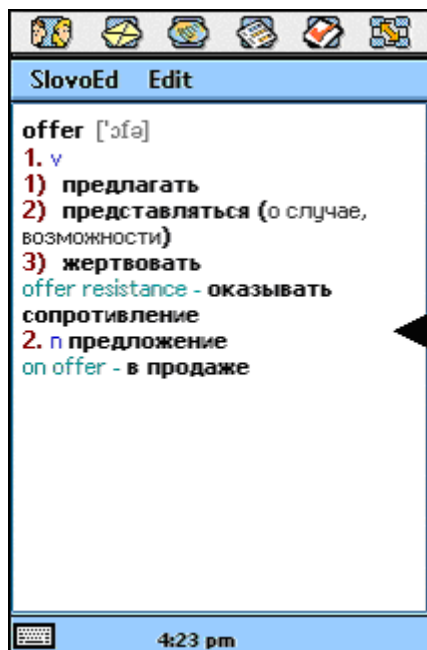 SlovoEd Edit
offer ['ɔfə]
1. v
1) предлагать
2) представляться (о случае,
возможности)
3) жертвовать
offer resistance - оказывать
сопротивление
2. n предложение
on offer - в продаже
4:23 pm